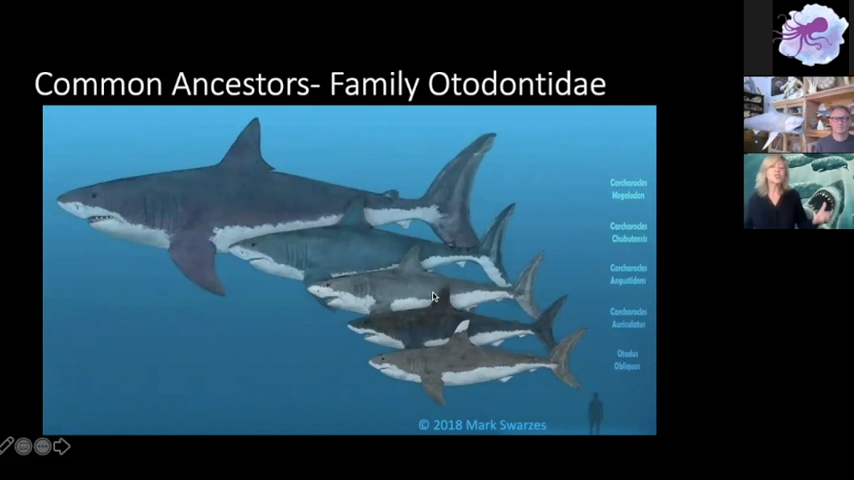 Common Ancestors- Family Otodontidae
Carcharocles
Megalodon
Carcharocles
Chubutensis
Carcharocles
Angustidens
Carcharocles
Auriculatus
Otodus
Obliquus
© 2018 Mark Swarzes